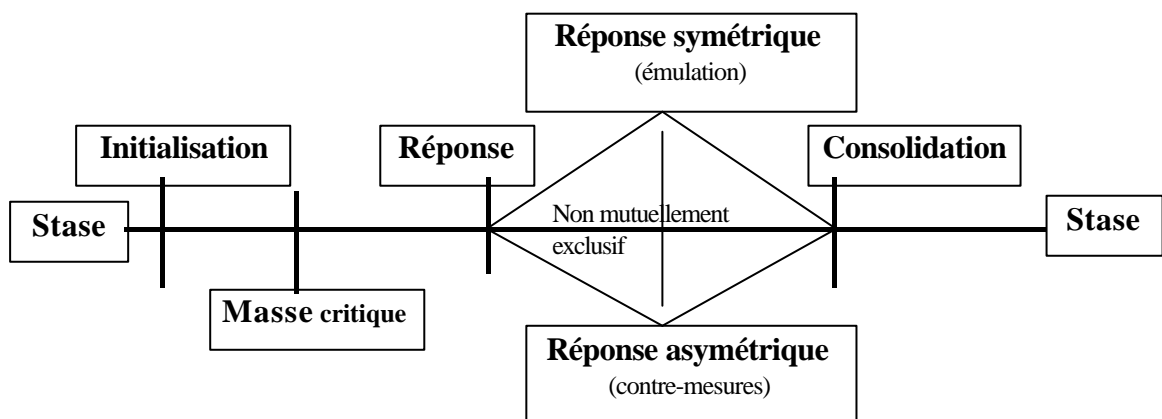 Réponse symétrique
(émulation)
Initialisation
Réponse
Consolidation
Stase
Non mutuellement
exclusif
Stase
Masse critique
Réponse asymétrique
(contre-mesures)